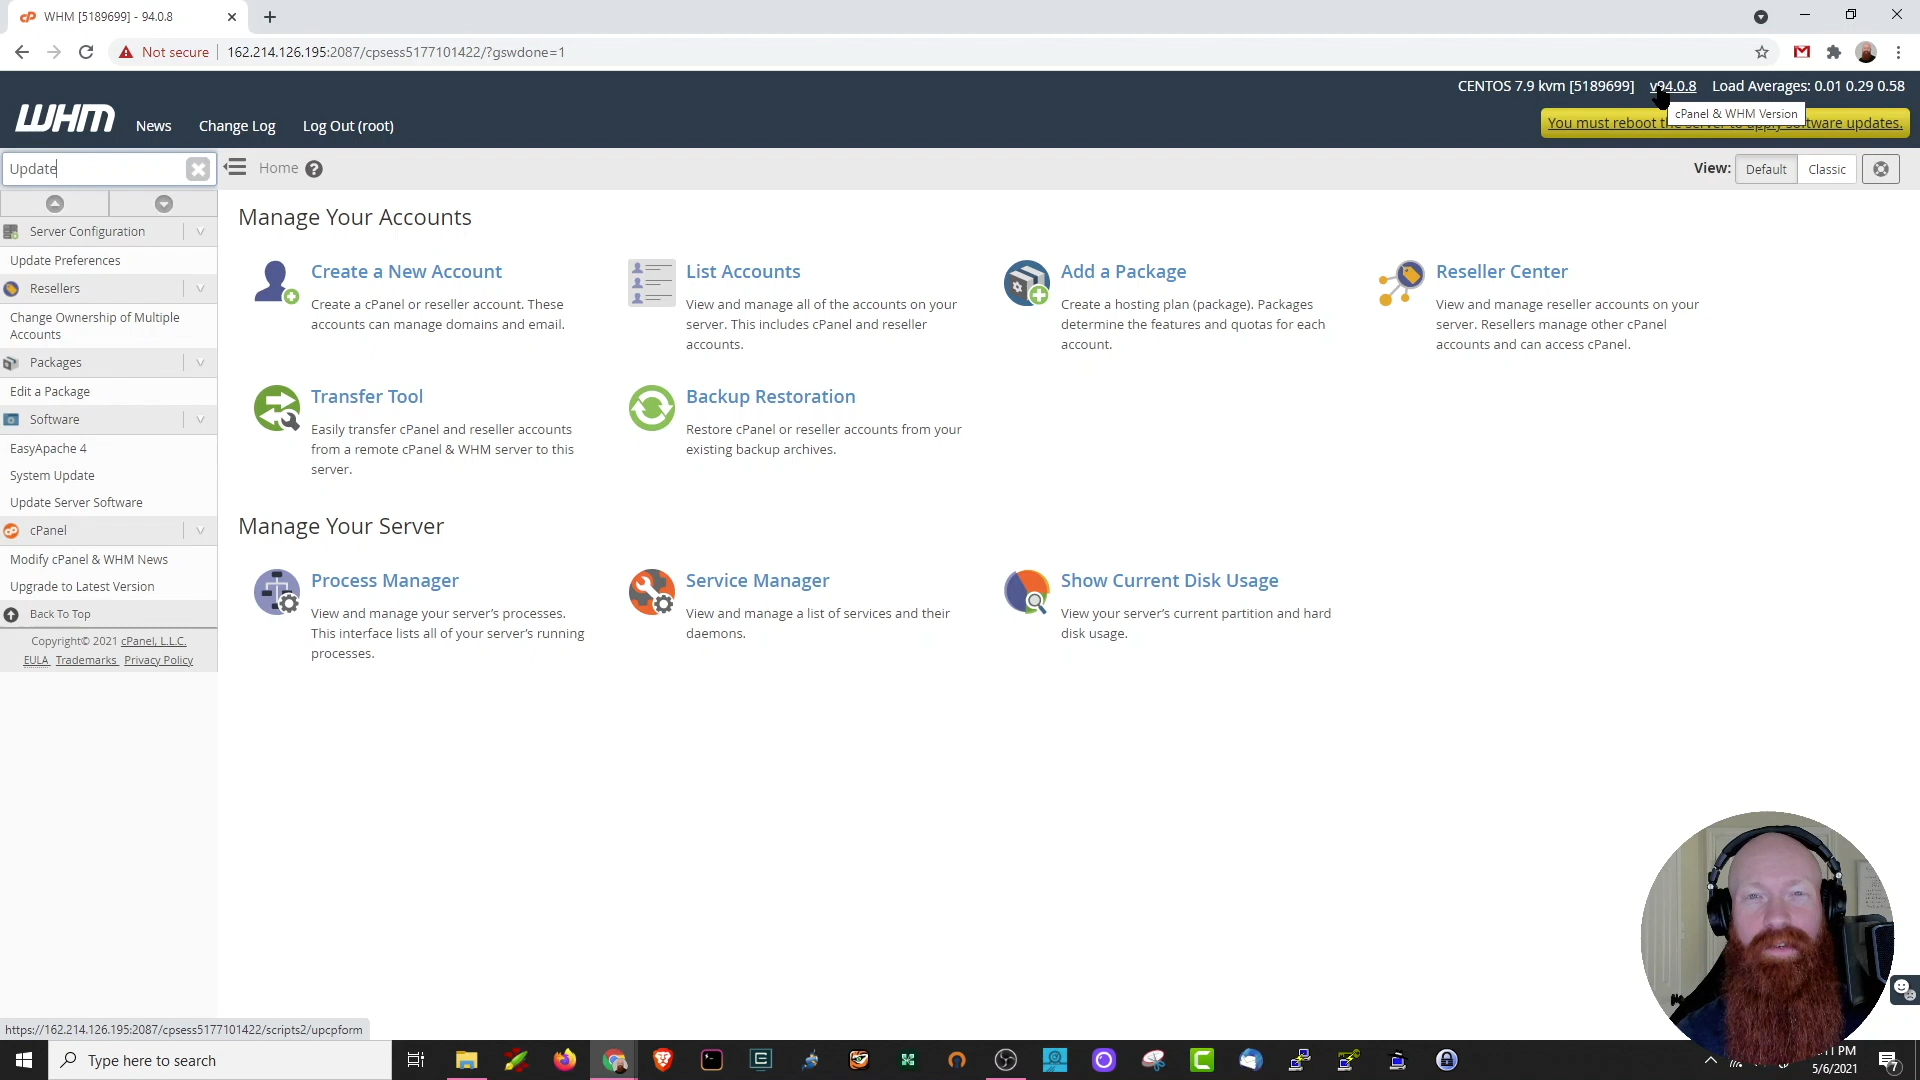 WHM [5189699] - 94.0.8
Not secure
162.214.126.195:2087/cpsess5177101422/?gswdone=1
CENTOS 7.9 kvm [5189699] v94.0.8 Load Averages: 0.01 0.29 0.58
cPanel & WHM Version
WHM
News
Change Log
Log Out (root)
You must reboot the server to apply software updates.
Update
Home
View:
Default
Classic
Server Configuration
Update Preferences
Resellers
Change Ownership of Multiple
Accounts
Packages
Edit a Package
Software
EasyApache 4
System Update
Update Server Software
cPanel
Modify cPanel & WHM News
Upgrade to Latest Version
Back To Top
Copyright© 2021 cPanel, L.L.C.
EULA Trademarks Privacy Policy
Manage Your Accounts
Create a New Account
Create a cPanel or reseller account. These
accounts can manage domains and email.
List Accounts
View and manage all of the accounts on your
server. This includes cPanel and reseller
accounts.
Add a Package
Create a hosting plan (package). Packages
determine the features and quotas for each
account.
Reseller Center
View and manage reseller accounts on your
server. Resellers manage other cPanel
accounts and can access cPanel.
Transfer Tool
Easily transfer cPanel and reseller accounts
from a remote cPanel & WHM server to this
server.
Backup Restoration
Restore cPanel or reseller accounts from your
existing backup archives.
Manage Your Server
Process Manager
View and manage your server's processes.
This interface lists all of your server's running
processes.
Service Manager
View and manage a list of services and their
daemons.
Show Current Disk Usage
View your server's current partition and hard
disk usage.
https://162.214.126.195:2087/cpsess5177101422/scripts2/upcpform
Type here to search
:11 PM
5/6/2021
7